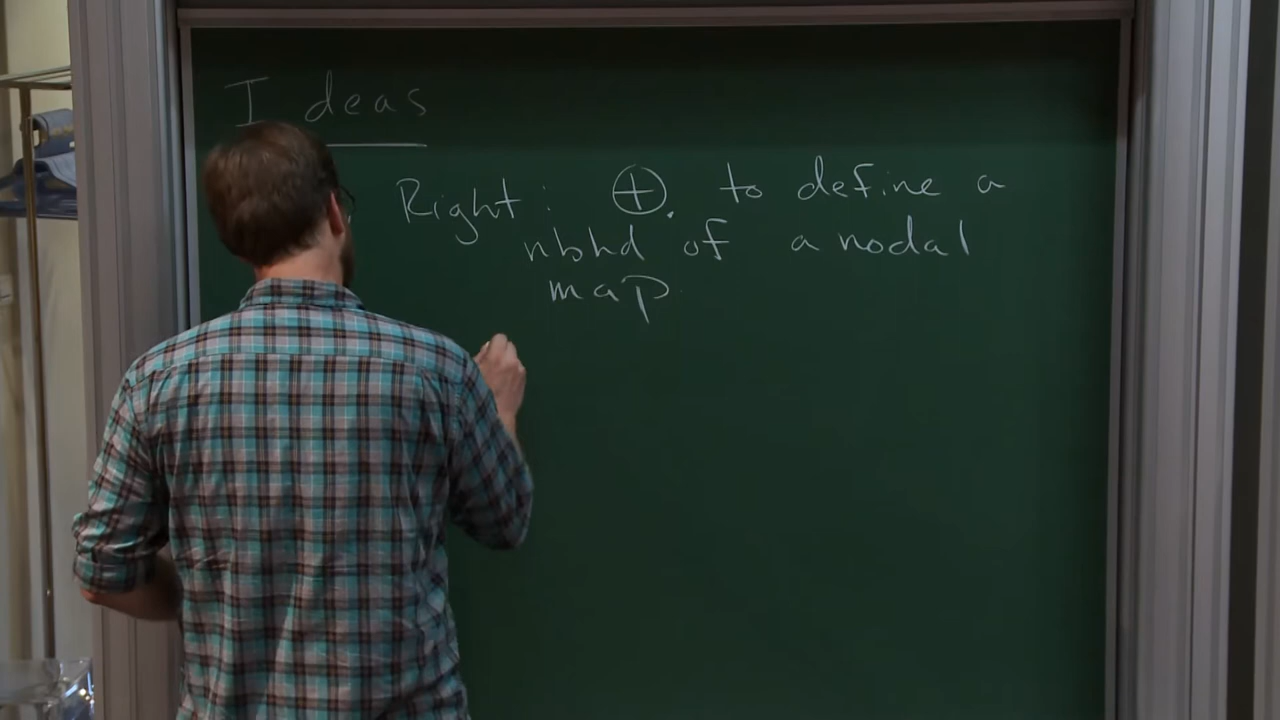 Ideas
Right: ⊕. to define a
nbhd of a nodal
map